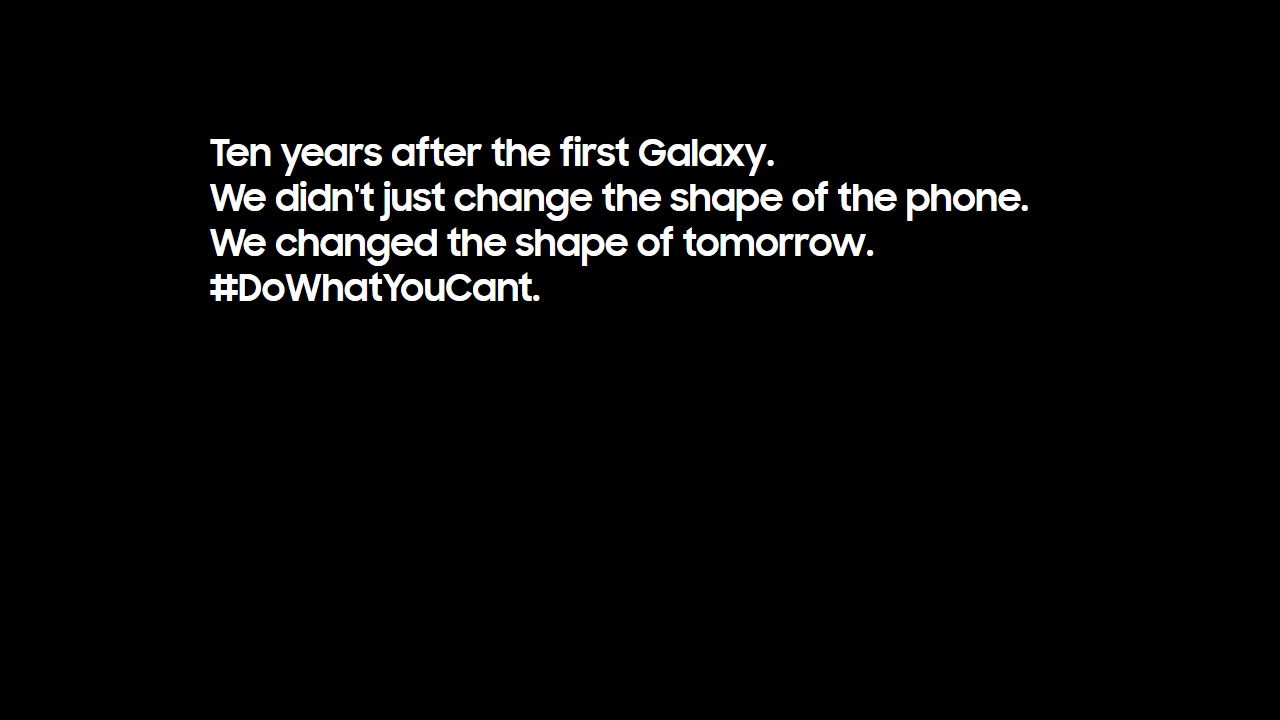 Ten years after the first Galaxy.
We didn't just change the shape of the phone.
We changed the shape of tomorrow.
#DoWhatYouCant.